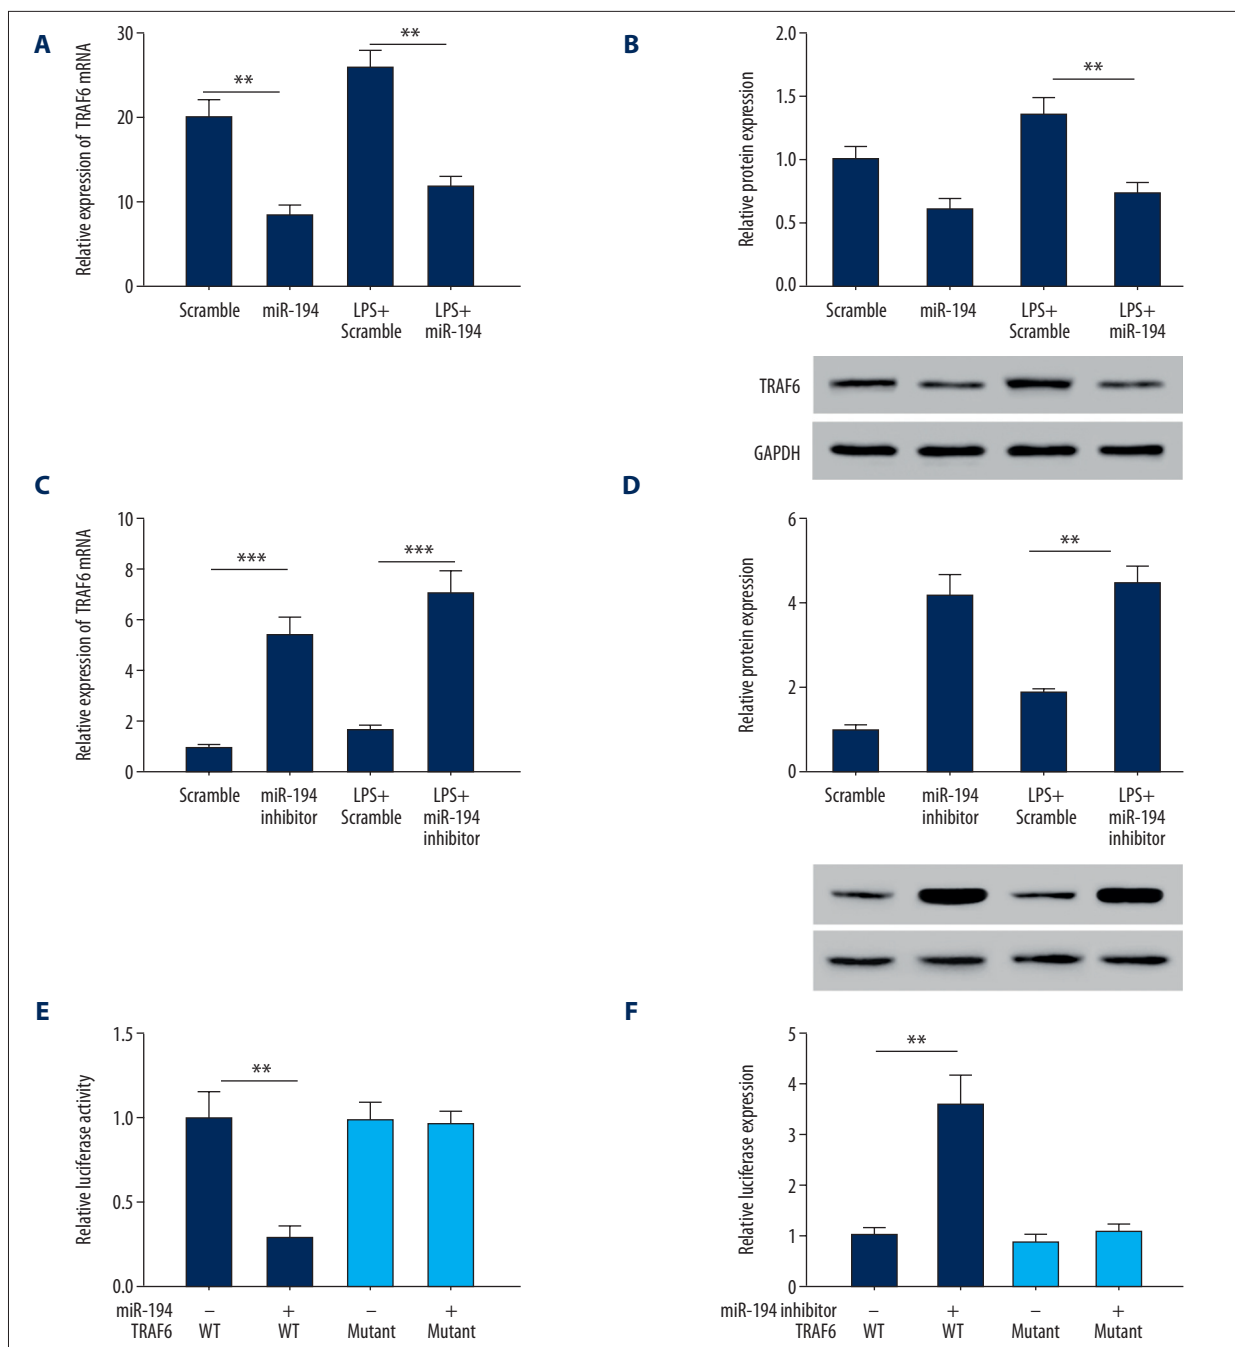 A
Relative expression of TRAF6 mRNA
30
20
10
0
**
**
Scramble
miR-194
LPS+
Scramble
LPS+
miR-194
B
Relative protein expression
2.0
1.5
1.0
0.5
0.0
**
Scramble
miR-194
LPS+
Scramble
LPS+
miR-194
TRAF6
GAPDH
C
Relative expression of TRAF6 mRNA
10
8
6
4
2
0
***
***
Scramble
miR-194
inhibitor
LPS+
Scramble
LPS+
miR-194
inhibitor
D
Relative protein expression
6
4
2
0
**
Scramble
miR-194
inhibitor
LPS+
Scramble
LPS+
miR-194
inhibitor
E
Relative luciferase activity
1.5
1.0
0.5
0.0
**
miR-194 – + – +
TRAF6 WT WT Mutant Mutant
F
Relative luciferase expression
5
4
3
2
1
0
**
miR-194 inhibitor – + – +
TRAF6 WT WT Mutant Mutant